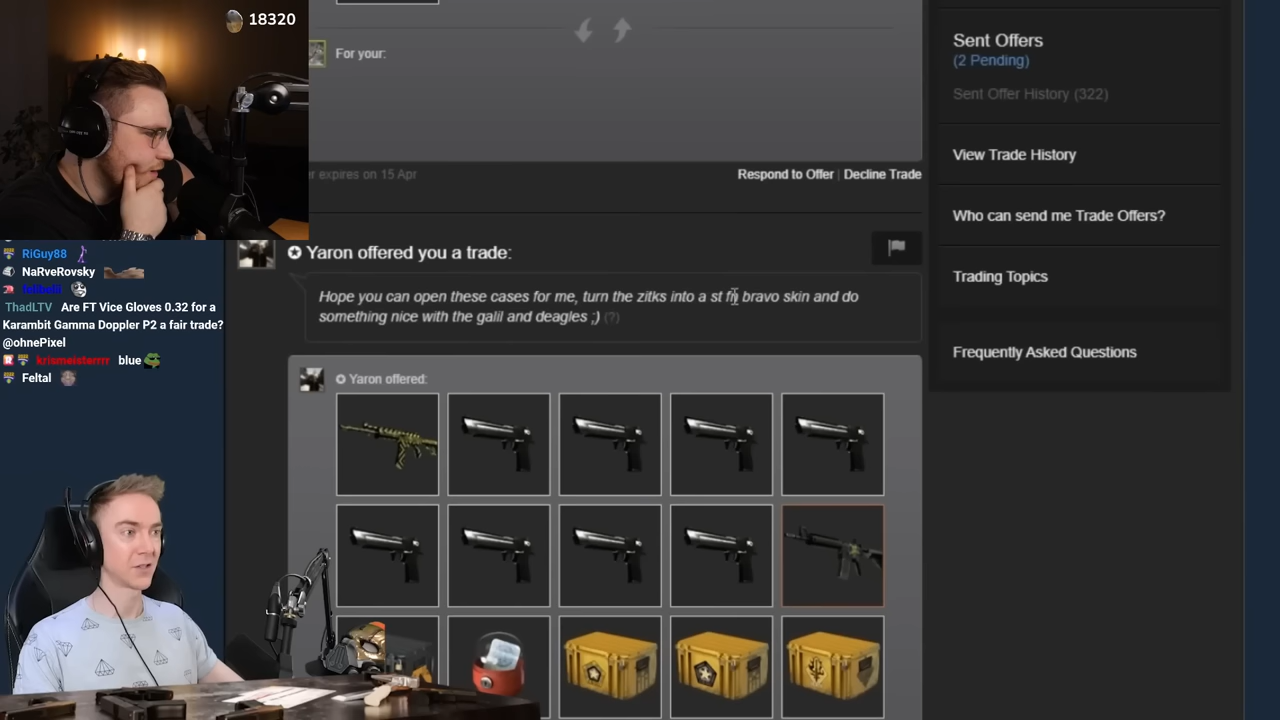 18320
For your:
er expires on 15 Apr
Respond to Offer | Decline Trade
Sent Offers
(2 Pending)
Sent Offer History (322)
View Trade History
Who can send me Trade Offers?
Trading Topics
Frequently Asked Questions
RiGuy88
NaRveRovsky
ThadLTV Are FT Vice Gloves 0.32 for a
Karambit Gamma Doppler P2 a fair trade?
@ohnePixel
krismeisterrrr blue
Feltal
✪ Yaron offered you a trade:
Hope you can open these cases for me, turn the zitks into a st fn bravo skin and do
something nice with the galil and deagles ;) (?)
✪ Yaron offered: